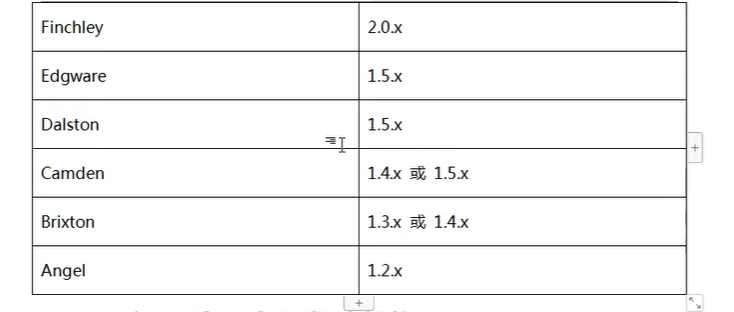 Finchley 2.0.x
Edgware 1.5.x
Dalston 1.5.x
Camden 1.4.x 或 1.5.x
Brixton 1.3.x 或 1.4.x
Angel 1.2.x